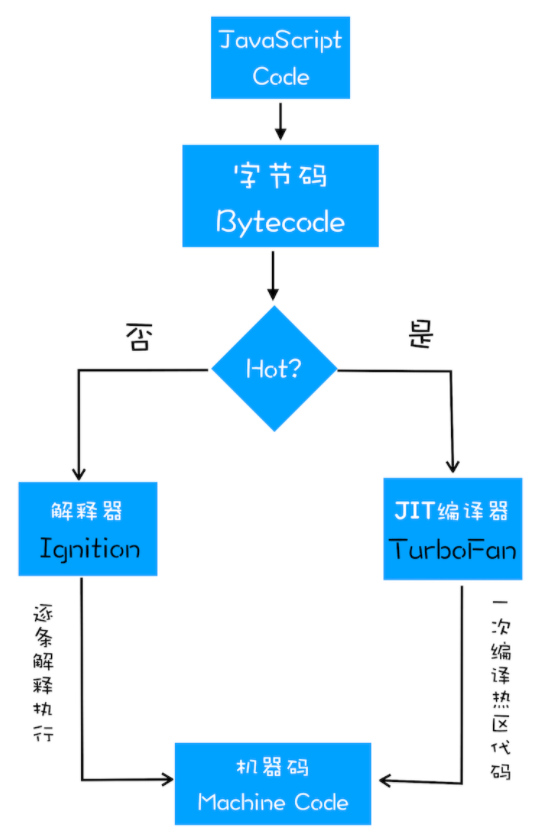 JavaScript
Code
字节码
Bytecode
否
是
Hot?
解释器
Ignition
JIT编译器
TurboFan
逐条解释执行
一次编译热区代码
机器码
Machine Code